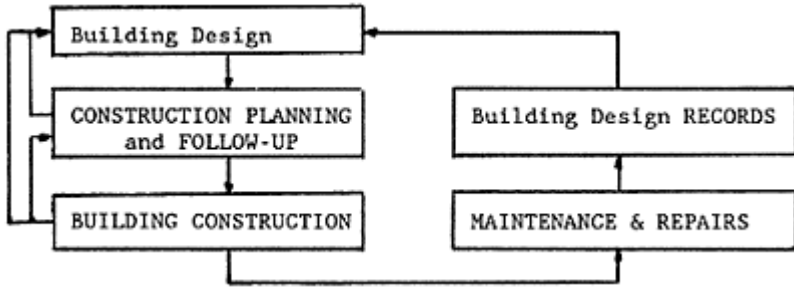 Building Design
CONSTRUCTION PLANNING
and FOLLOW-UP
BUILDING CONSTRUCTION
Building Design RECORDS
MAINTENANCE & REPAIRS